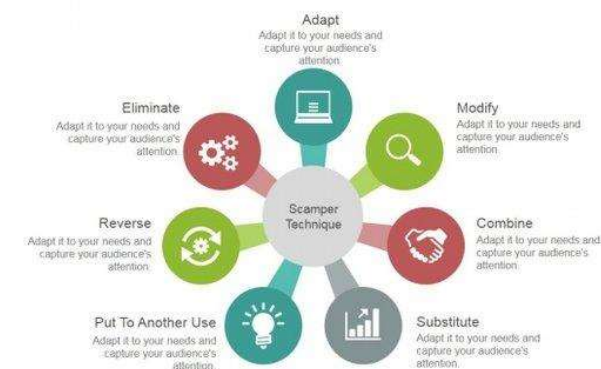 Adapt
Adapt it to your needs and
capture your audience's
attention.
Eliminate
Adapt it to your needs and
capture your audience's
attention.
Modify
Adapt it to your needs and
capture your audience's
attention.
Reverse
Adapt it to your needs and
capture your audience's
attention.
Scamper
Technique
Combine
Adapt it to your needs and
capture your audience's
attention.
Put To Another Use
Adapt it to your needs and
capture your audience's
attention.
Substitute
Adapt it to your needs and
capture your audience's
attention.